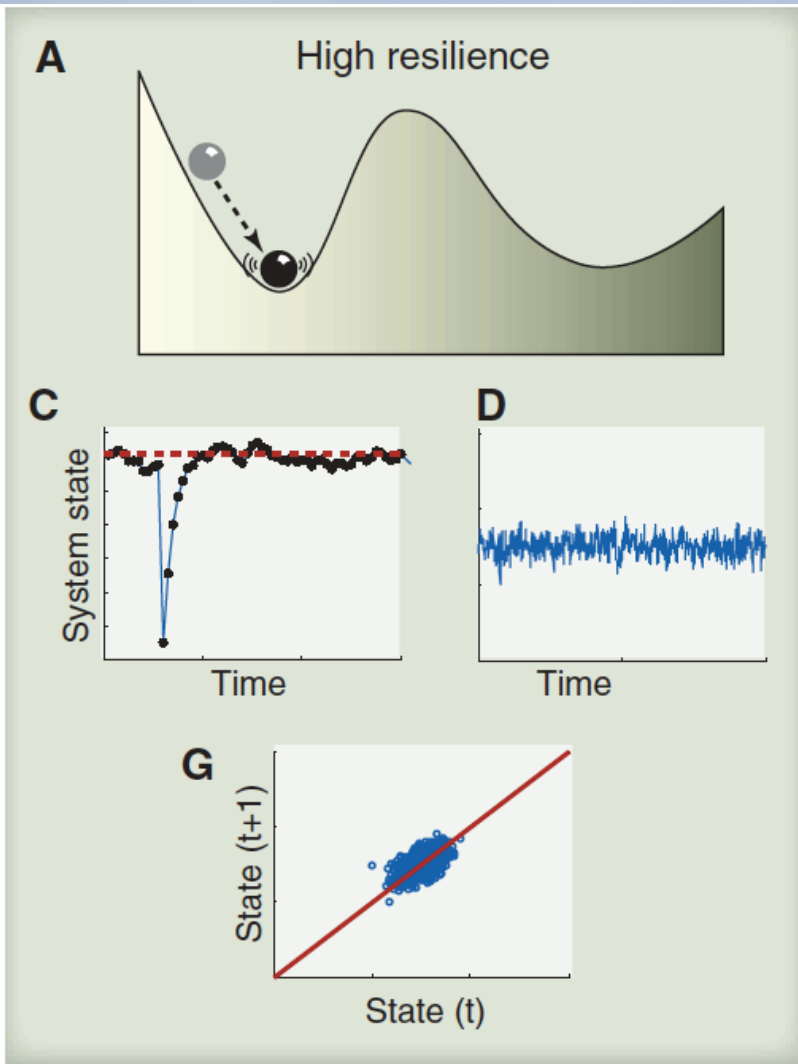 A
High resilience
C
D
System state
Time
Time
G
State (t+1)
State (t)